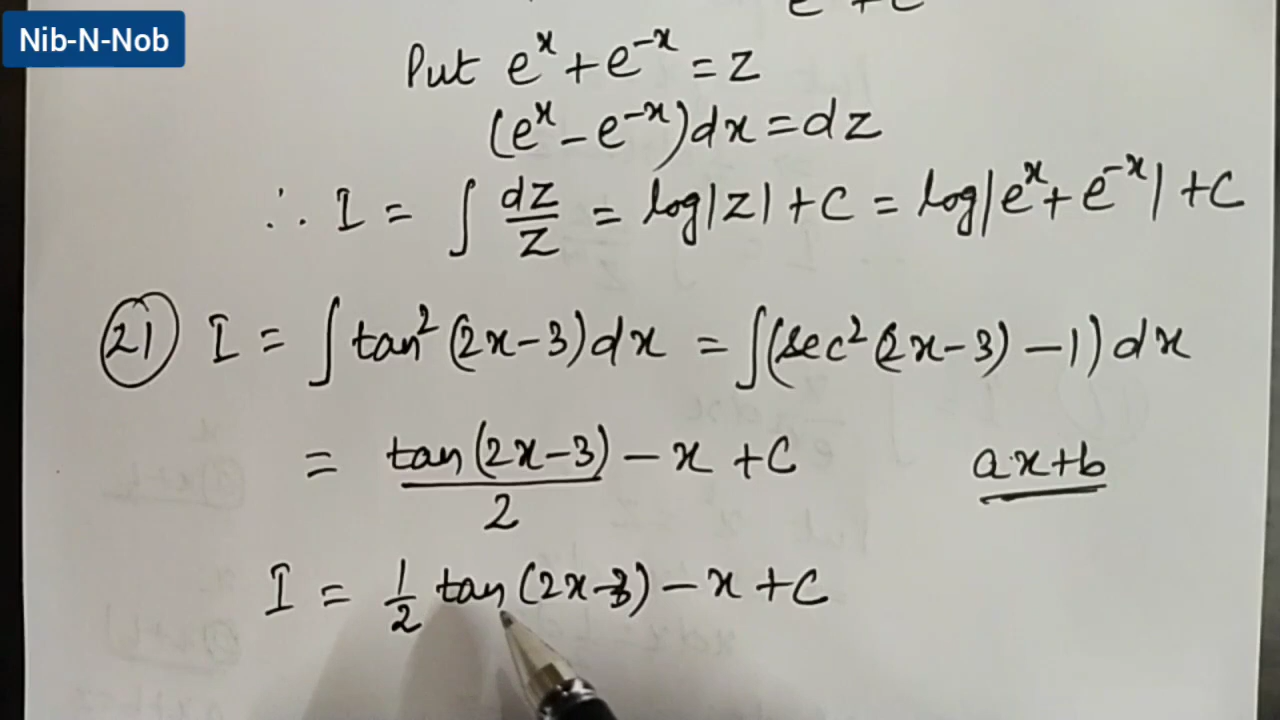 Nib-N-Nob
Put e^x + e^-x = z
(e^x - e^-x)dx = dz
∴ I = ∫ dz/z = log|z| + C = log|e^x + e^-x| + C
(21) I = ∫ tan²(2x-3)dx = ∫(sec²(2x-3) - 1)dx
= tan(2x-3)/2 - x + C ax+b
I = 1/2 tan(2x-3) - x + C